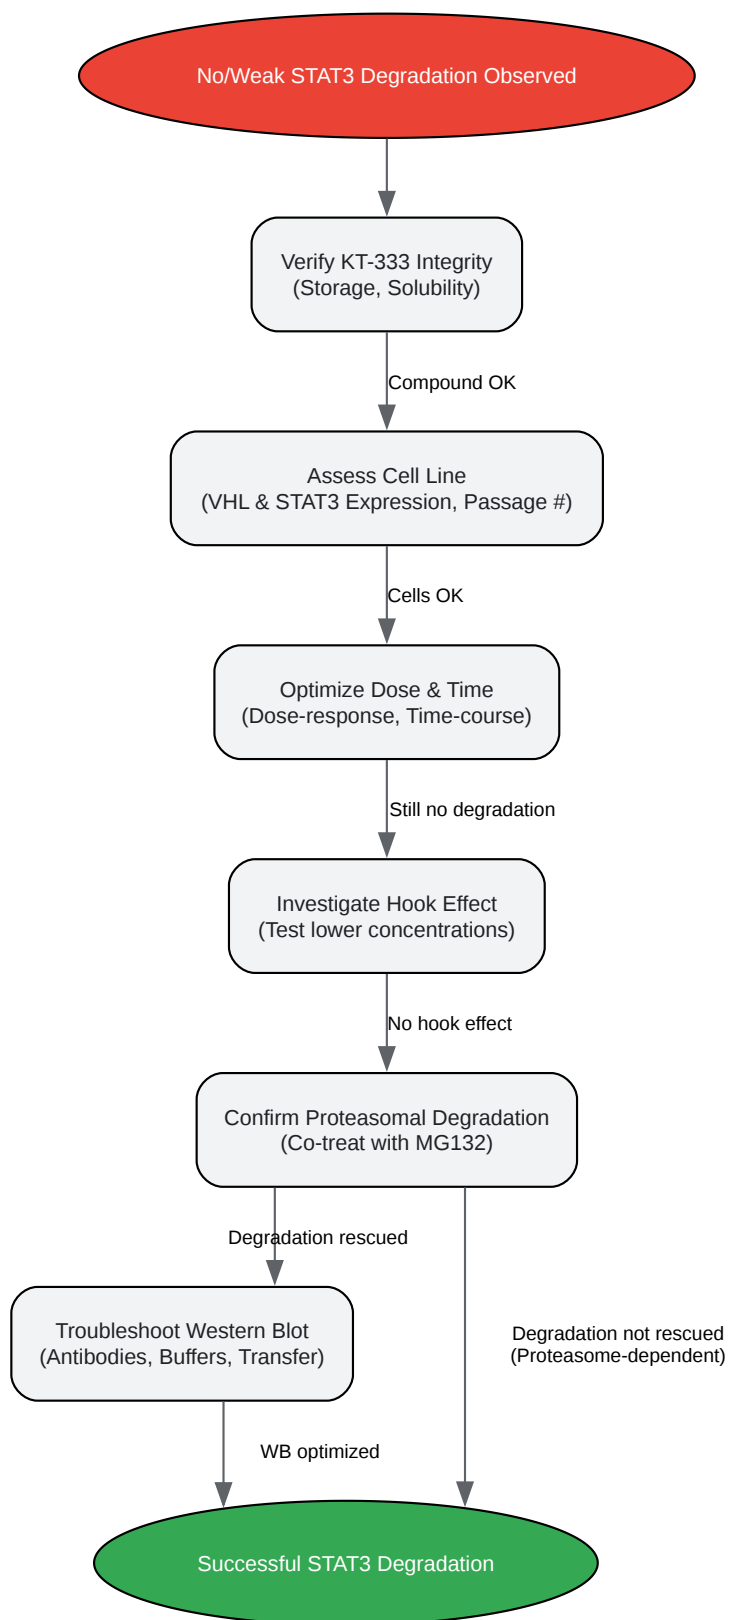 No/Weak STAT3 Degradation Observed
Verify KT-333 Integrity
(Storage, Solubility)
Compound OK
Assess Cell Line
(VHL & STAT3 Expression, Passage #)
Cells OK
Optimize Dose & Time
(Dose-response, Time-course)
Still no degradation
Investigate Hook Effect
(Test lower concentrations)
No hook effect
Confirm Proteasomal Degradation
(Co-treat with MG132)
Degradation rescued
Troubleshoot Western Blot
(Antibodies, Buffers, Transfer)
Degradation not rescued
(Proteasome-dependent)
WB optimized
Successful STAT3 Degradation